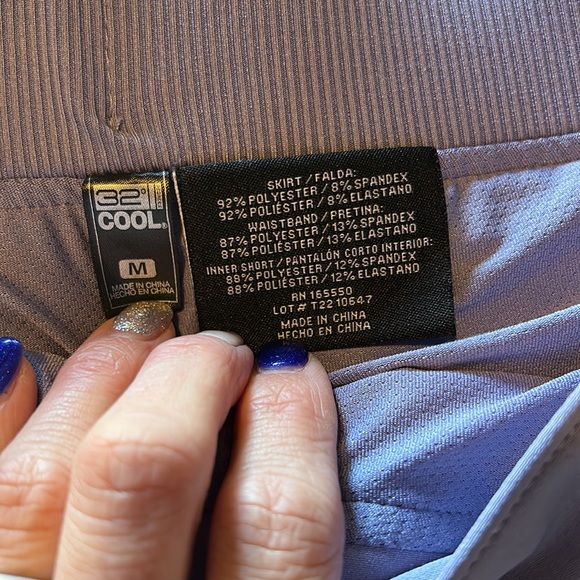 32°
COOL®
M
MADE IN CHINA
HECHO EN CHINA
SKIRT / FALDA:
92% POLYESTER / 8% SPANDEX
92% POLIÉSTER / 8% ELASTANO
WAISTBAND / PRETINA:
87% POLYESTER / 13% SPANDEX
87% POLIÉSTER / 13% ELASTANO
INNER SHORT / PANTALÓN CORTO INTERIOR:
88% POLYESTER / 12% SPANDEX
88% POLIÉSTER / 12% ELASTANO
RN 165550
LOT # T2210647
MADE IN CHINA
HECHO EN CHINA